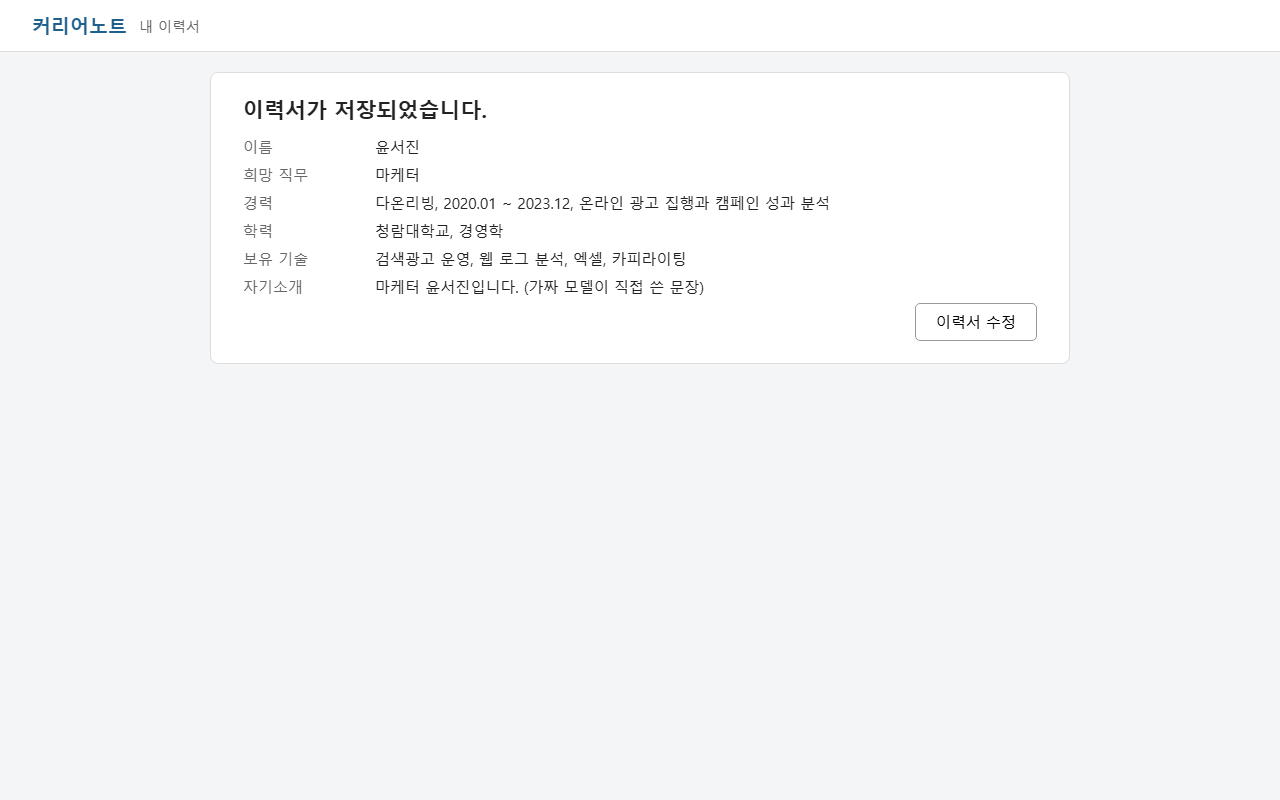 커리어노트 내 이력서
이력서가 저장되었습니다.
이름 윤서진
희망 직무 마케터
경력 다온리빙, 2020.01 ~ 2023.12, 온라인 광고 집행과 캠페인 성과 분석
학력 청람대학교, 경영학
보유 기술 검색광고 운영, 웹 로그 분석, 엑셀, 카피라이팅
자기소개 마케터 윤서진입니다. (가짜 모델이 직접 쓴 문장)
이력서 수정